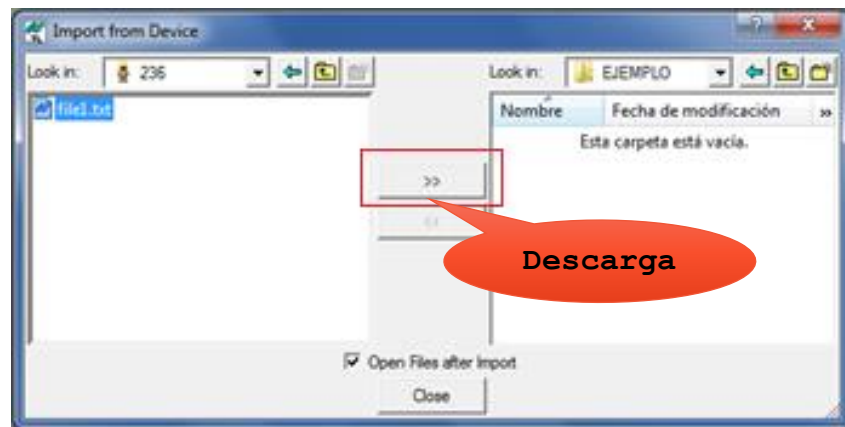 Import from Device
Look in: 236
Look in: EJEMPLO
file1.txt
Nombre Fecha de modificación »
Esta carpeta está vacía.
>>
<<
Descarga
Open Files after Import
Close